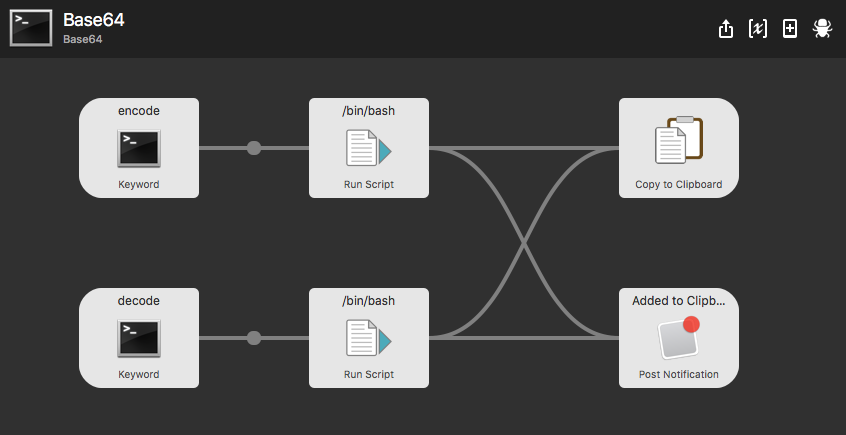 Base64
Base64
encode
Keyword
/bin/bash
Run Script
Copy to Clipboard
decode
Keyword
/bin/bash
Run Script
Added to Clipb...
Post Notification